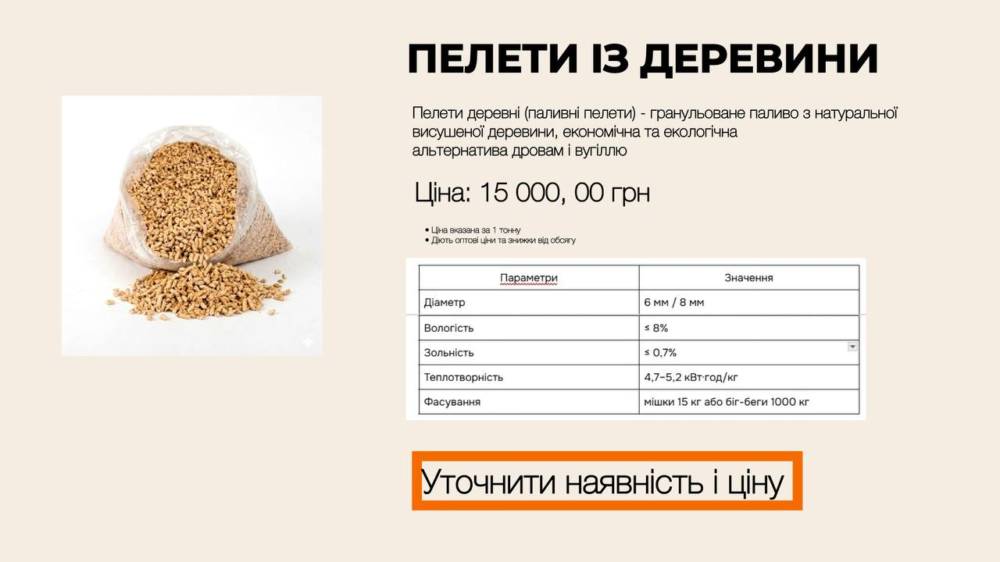 ПЕЛЕТИ ІЗ ДЕРЕВИНИ
Пелети деревні (паливні пелети) - гранульоване паливо з натуральної
висушеної деревини, економічна та екологічна
альтернатива дровам і вугіллю
Ціна: 15 000, 00 грн
• Ціна вказана за 1 тонну
• Діють оптові ціни та знижки від обсягу
Параметри Значення
Діаметр 6 мм / 8 мм
Вологість ≤ 8%
Зольність ≤ 0,7%
Теплотворність 4,7–5,2 кВт·год/кг
Фасування мішки 15 кг або біг-беги 1000 кг
Уточнити наявність і ціну